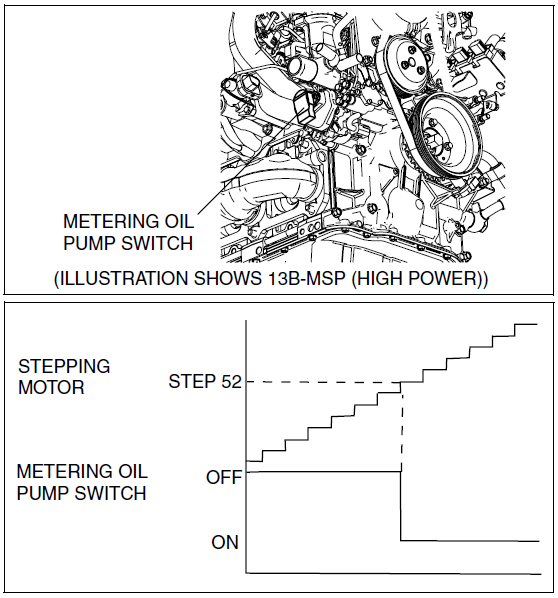 METERING OIL
PUMP SWITCH
(ILLUSTRATION SHOWS 13B-MSP (HIGH POWER))
STEPPING
MOTOR
STEP 52
METERING OIL
PUMP SWITCH
OFF
ON